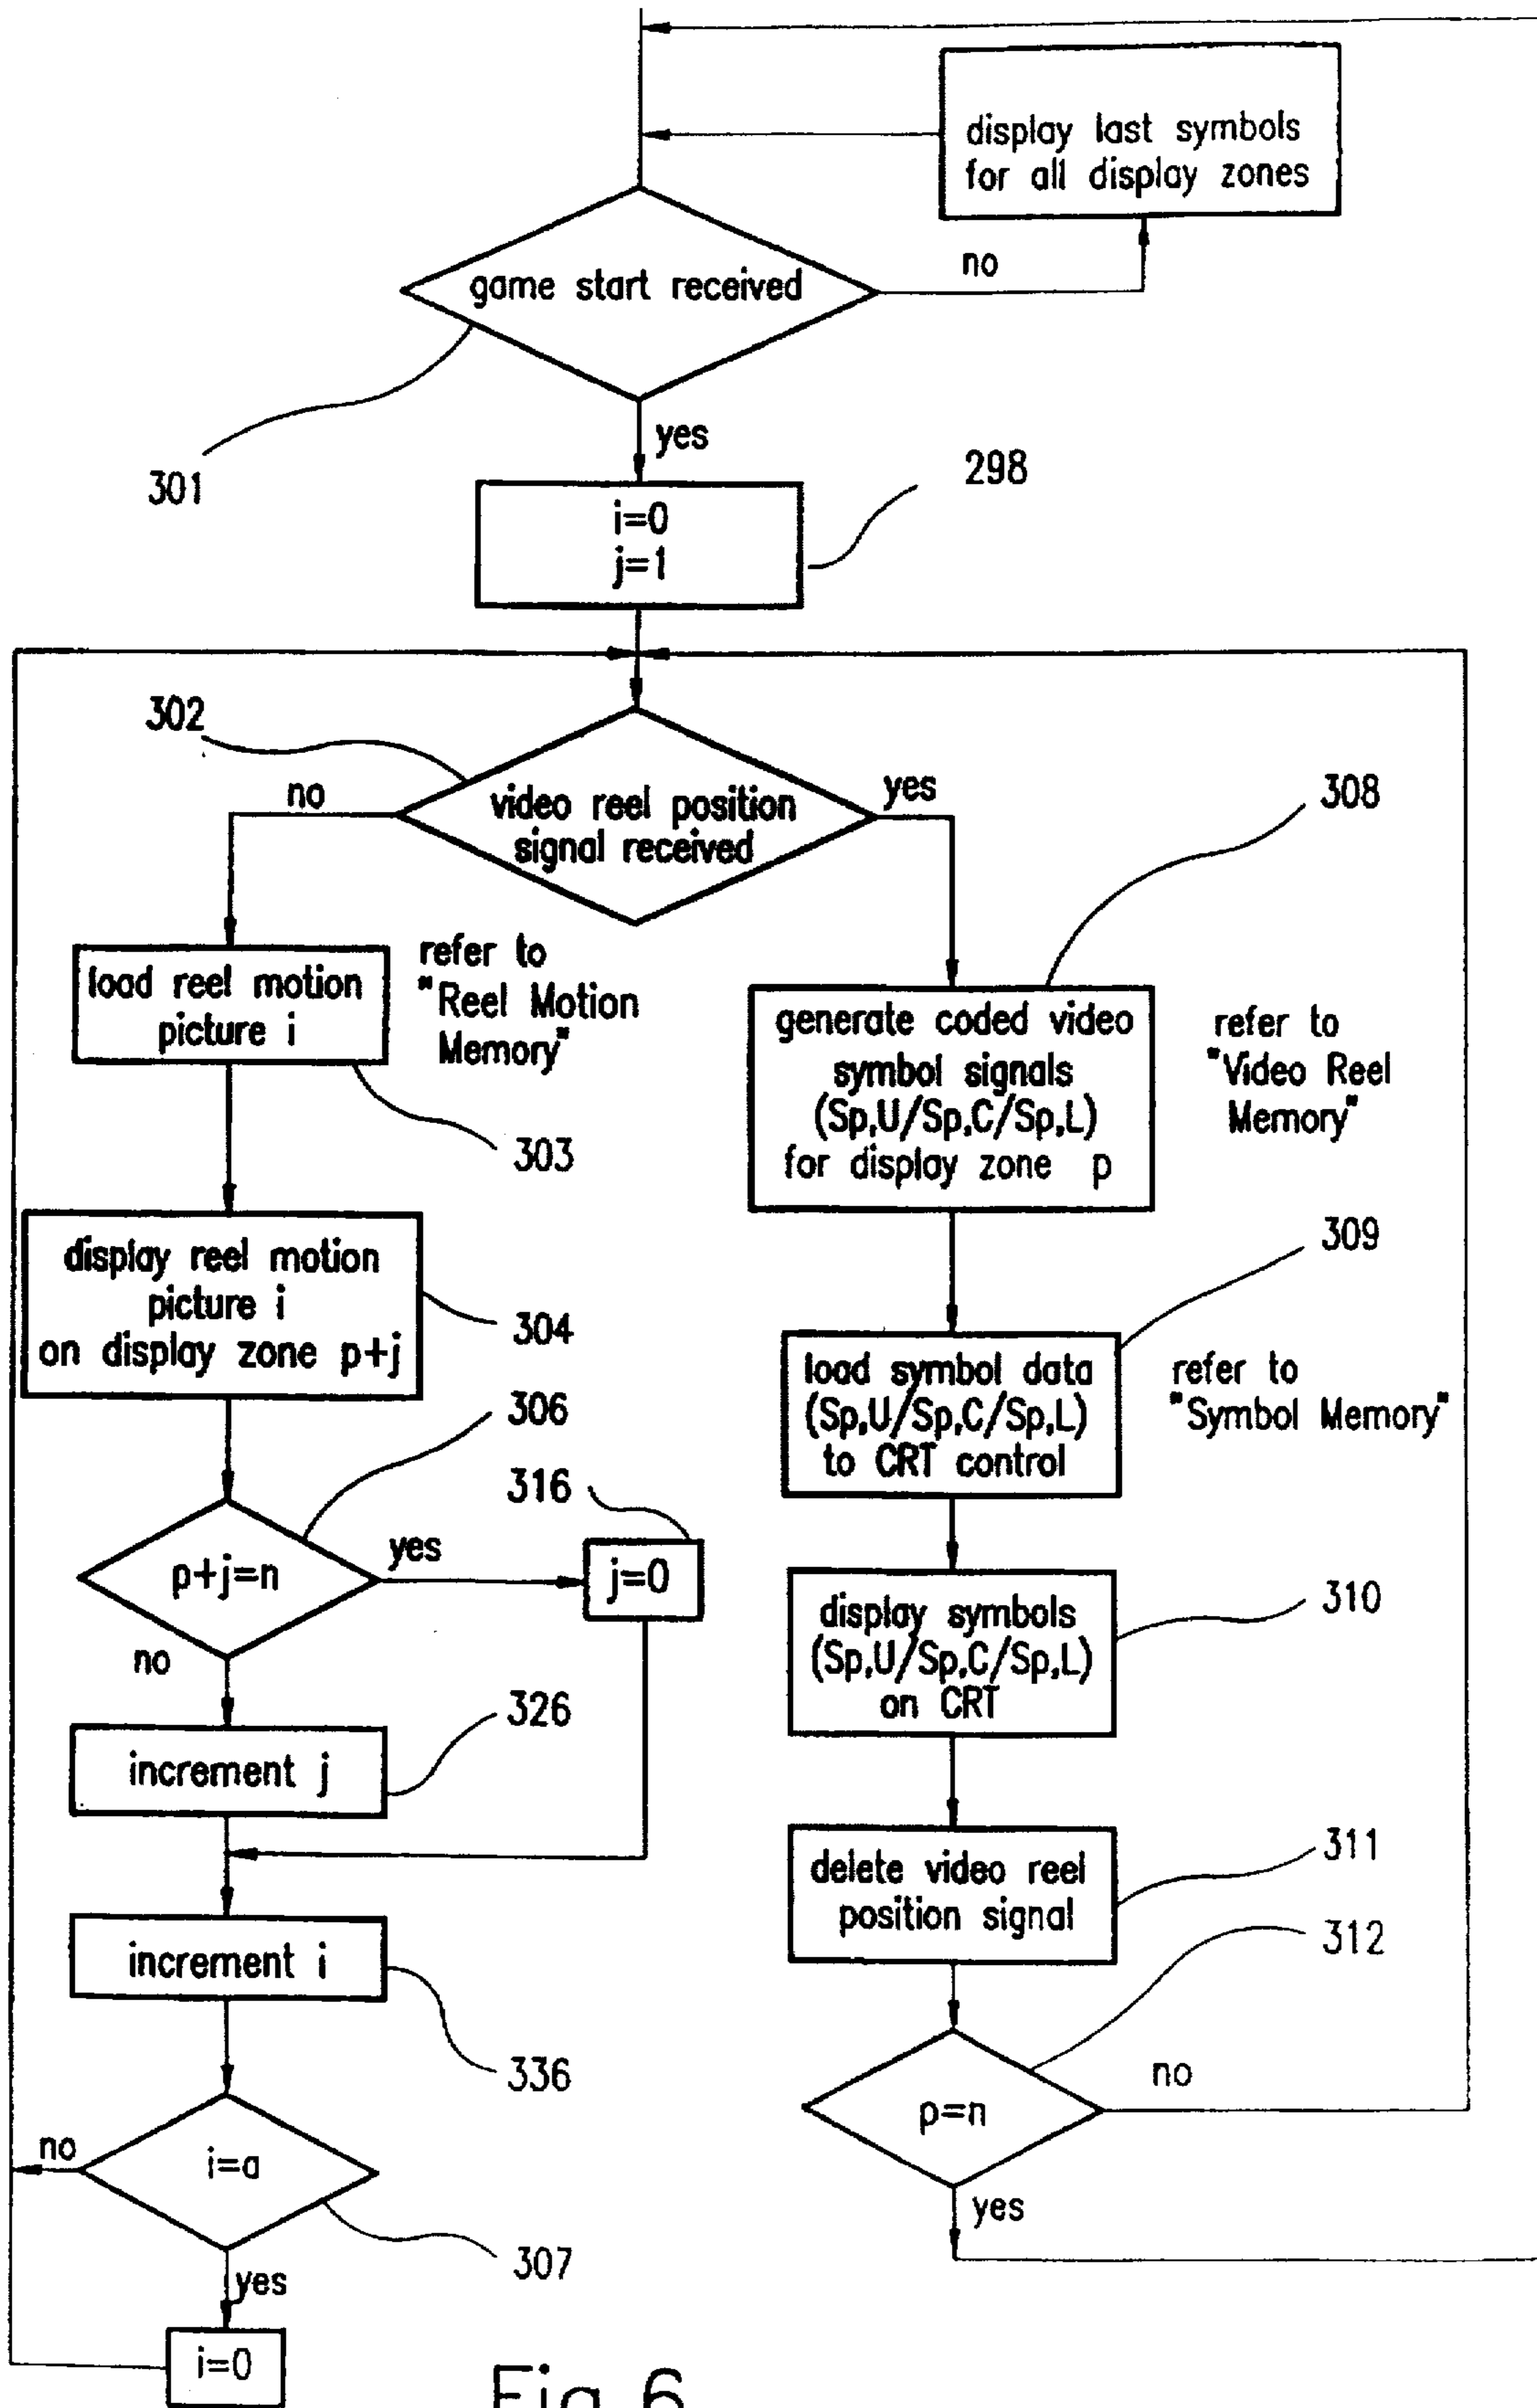 display last symbols
for all display zones
game start received
no
301
yes
298
i=0
j=1
302
no
video reel position
signal received
yes
308
load reel motion
picture i
refer to
"Reel Motion
Memory"
303
generate coded video
symbol signals
(Sp,U/Sp,C/Sp,L)
for display zone p
refer to
"Video Reel
Memory"
display reel motion
picture i
on display zone p+j
304
309
load symbol data
(Sp,U/Sp,C/Sp,L)
to CRT control
refer to
"Symbol Memory"
306
316
p+j=n
yes
j=0
no
display symbols
(Sp,U/Sp,C/Sp,L)
on CRT
310
326
increment j
delete video reel
position signal
311
312
increment i
336
p=n
no
yes
i=a
no
307
yes
i=0
Fig 6